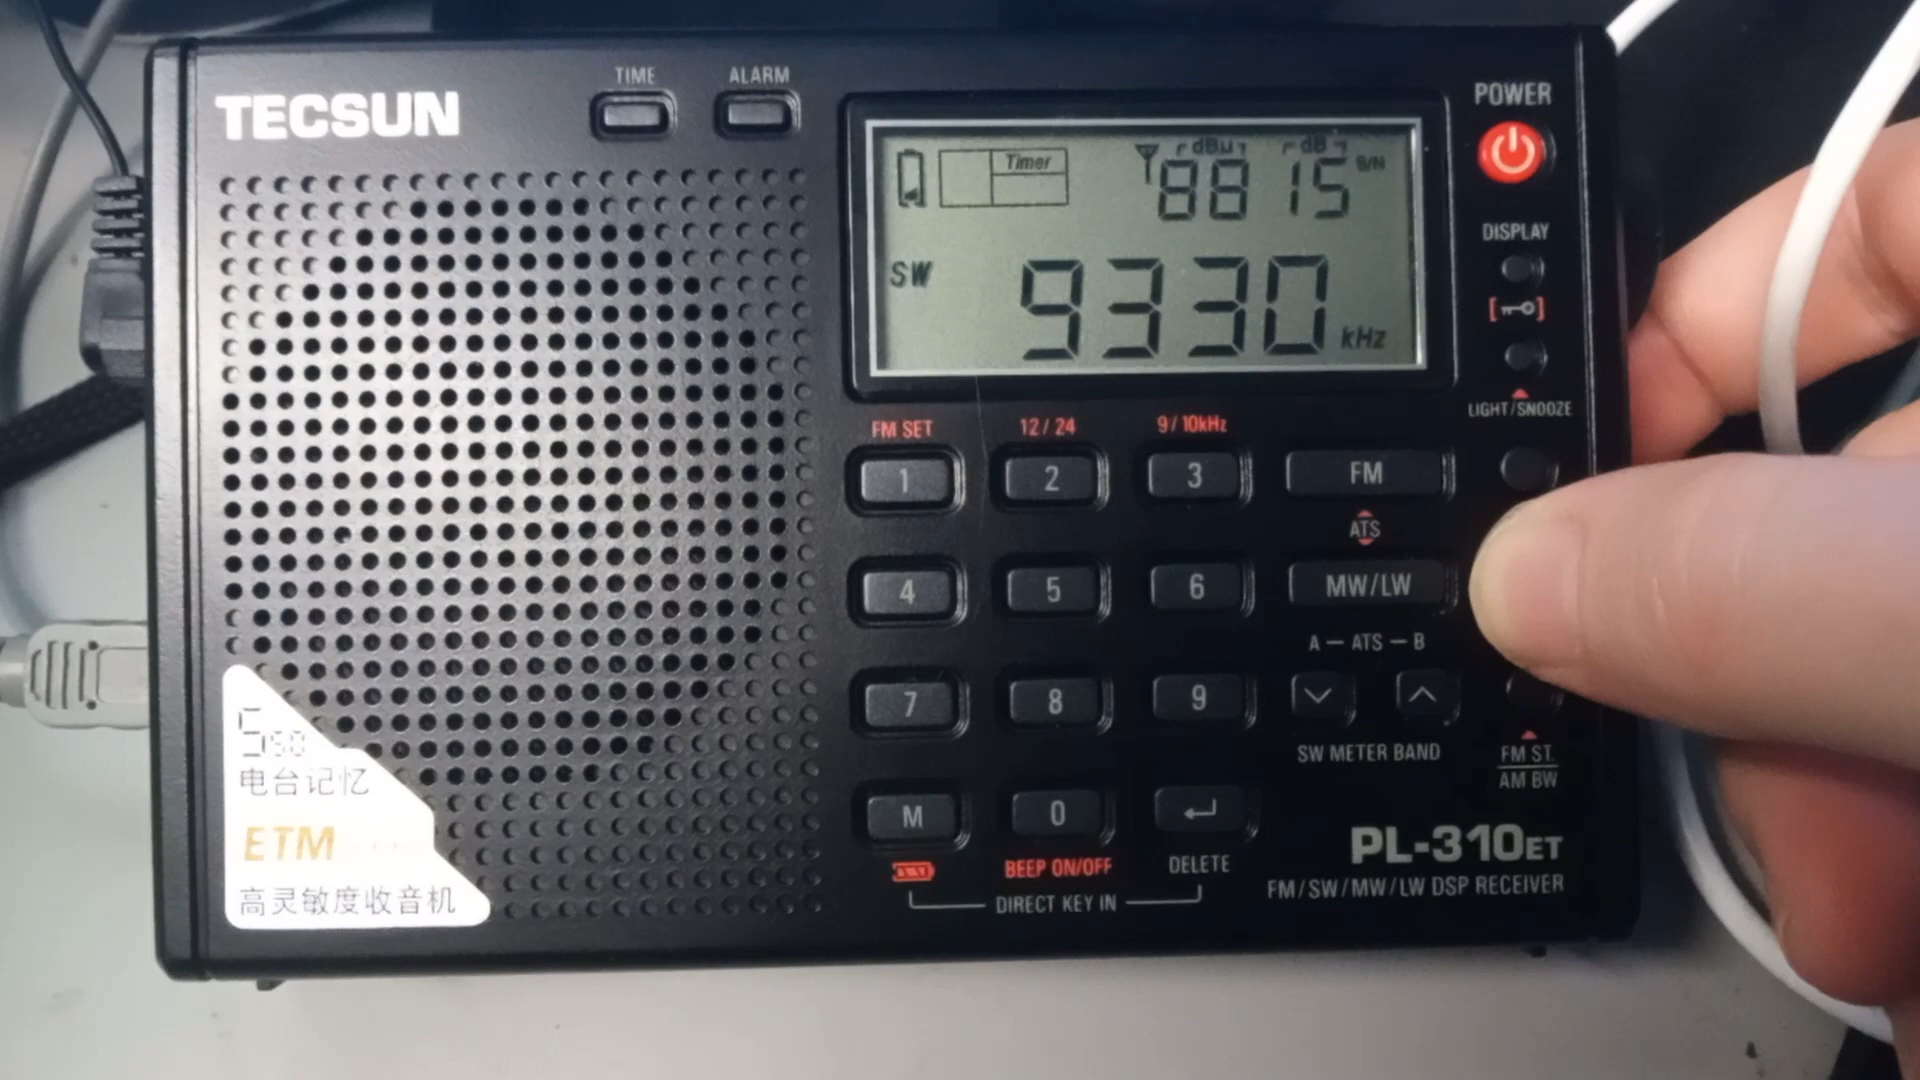 TECSUN
TIME
ALARM
POWER
Timer
dBμ
dB
S/N
88 15
SW
9330 kHz
DISPLAY
LIGHT/SNOOZE
FM SET
12 / 24
9 / 10kHz
1
2
3
FM
ATS
4
5
6
MW/LW
A — ATS — B
7
8
9
SW METER BAND
FM ST.
AM BW
M
0
BEEP ON/OFF
DELETE
DIRECT KEY IN
PL-310ET
FM/SW/MW/LW DSP RECEIVER
550
电台记忆
ETM
高灵敏度收音机